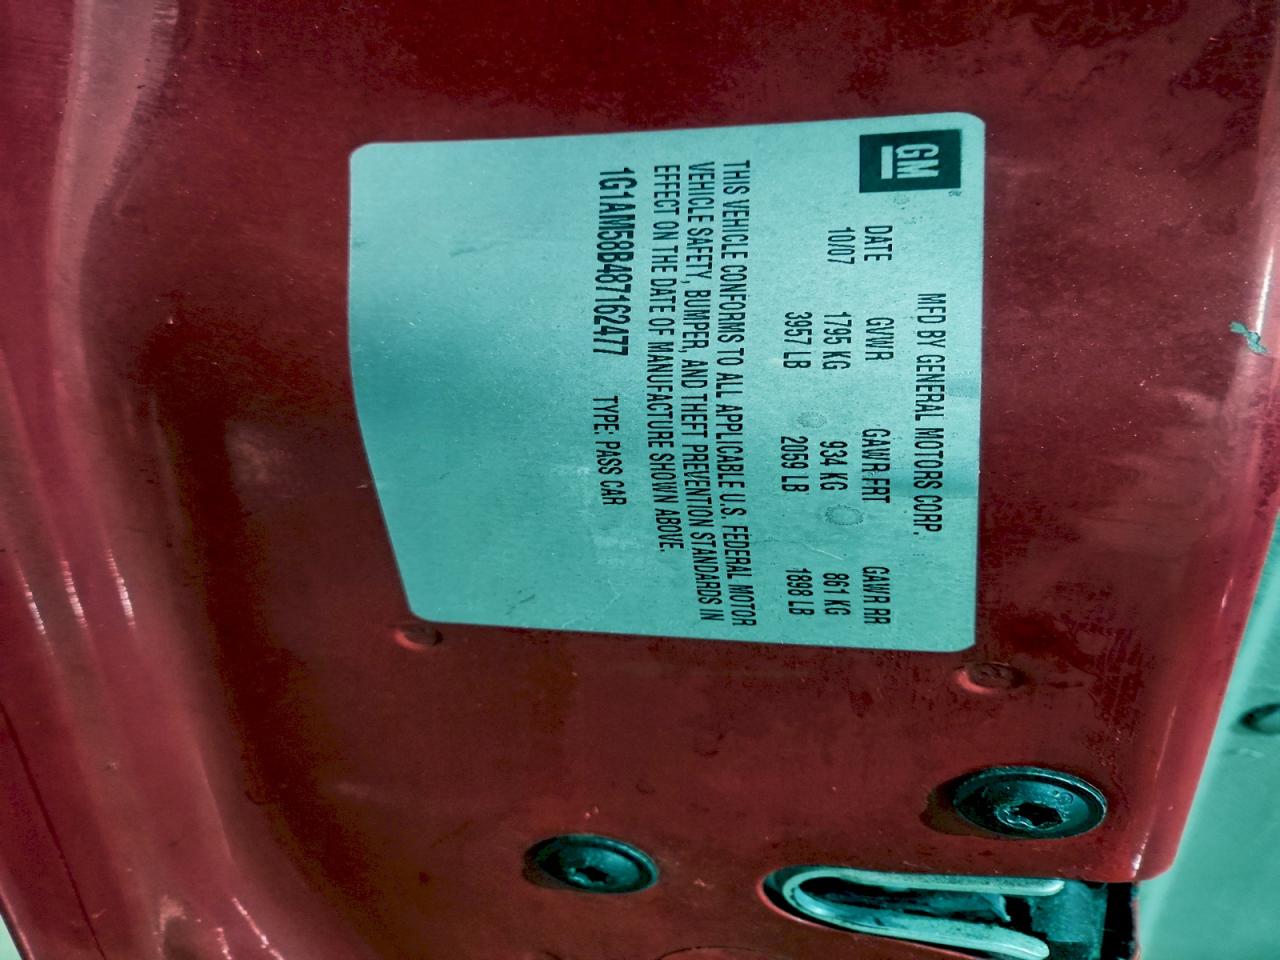 GM
MFD BY GENERAL MOTORS CORP.
DATE GVWR GAWR FRT GAWR RR
10/07 1795 KG 934 KG 861 KG
3957 LB 2059 LB 1898 LB
THIS VEHICLE CONFORMS TO ALL APPLICABLE U.S. FEDERAL MOTOR
VEHICLE SAFETY, BUMPER, AND THEFT PREVENTION STANDARDS IN
EFFECT ON THE DATE OF MANUFACTURE SHOWN ABOVE.
1G1AM58B487162477 TYPE: PASS CAR